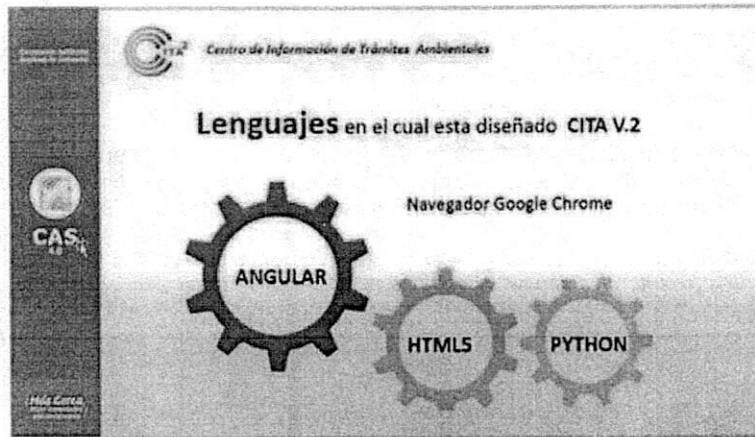 CITA
Centro de Información de Trámites Ambientales
Lenguajes en el cual esta diseñado CITA V.2
Navegador Google Chrome
CAS
ANGULAR
HTML5
PYTHON